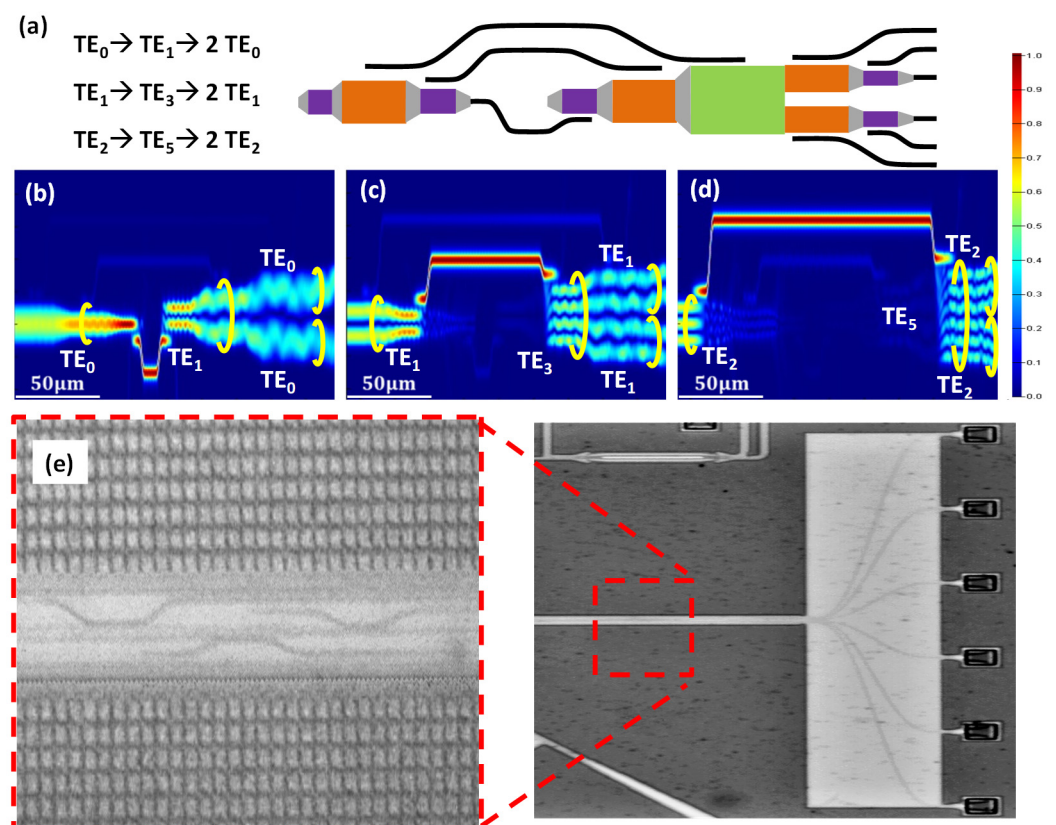 (a)
TE₀→ TE₁→ 2 TE₀
TE₁→ TE₃→ 2 TE₁
TE₂→ TE₅→ 2 TE₂
1.0
0.9
0.8
0.7
0.6
0.5
0.4
0.3
0.2
0.1
0.0
(b)
TE₀
TE₀
TE₁
TE₀
50μm
(c)
TE₁
TE₁
TE₃
TE₁
50μm
(d)
TE₂
TE₅
TE₂
TE₂
50μm
(e)